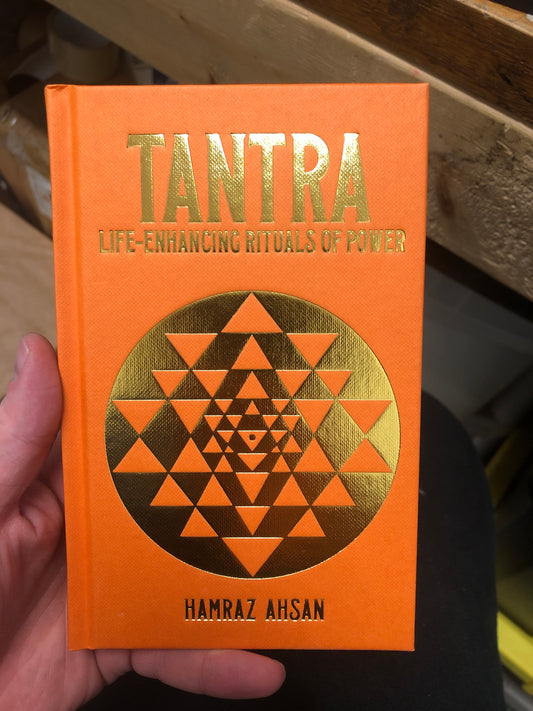 TANTRA
LIFE-ENHANCING RITUALS OF POWER
HAMRAZ AHSAN